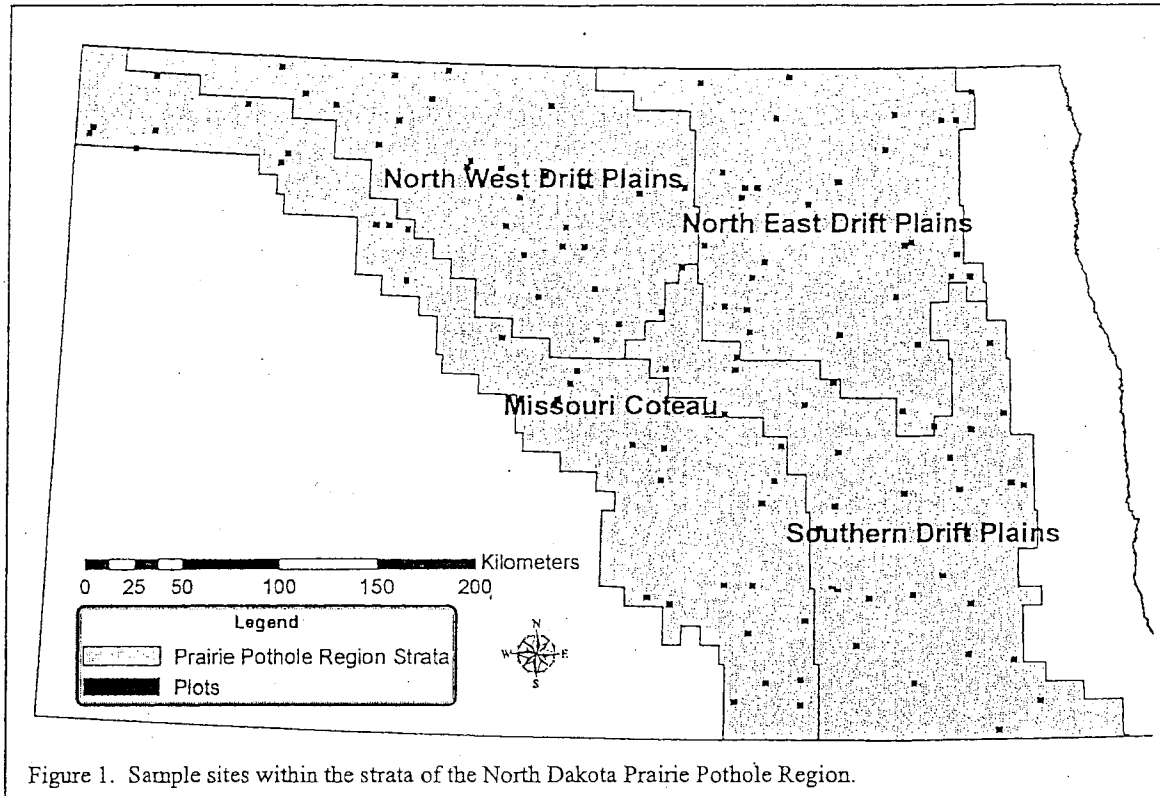 North West Drift Plains
North East Drift Plains
Missouri Coteau
Southern Drift Plains
Kilometers
0 25 50 100 150 200
Legend
Prairie Pothole Region Strata
Plots
N
W E
S
Figure 1. Sample sites within the strata of the North Dakota Prairie Pothole Region.